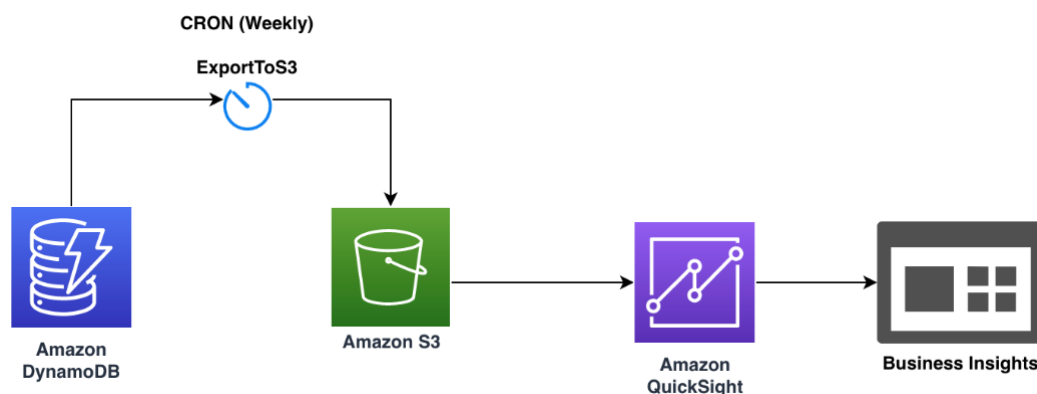 CRON (Weekly)
ExportToS3
Amazon
DynamoDB
Amazon S3
Amazon
QuickSight
Business Insights